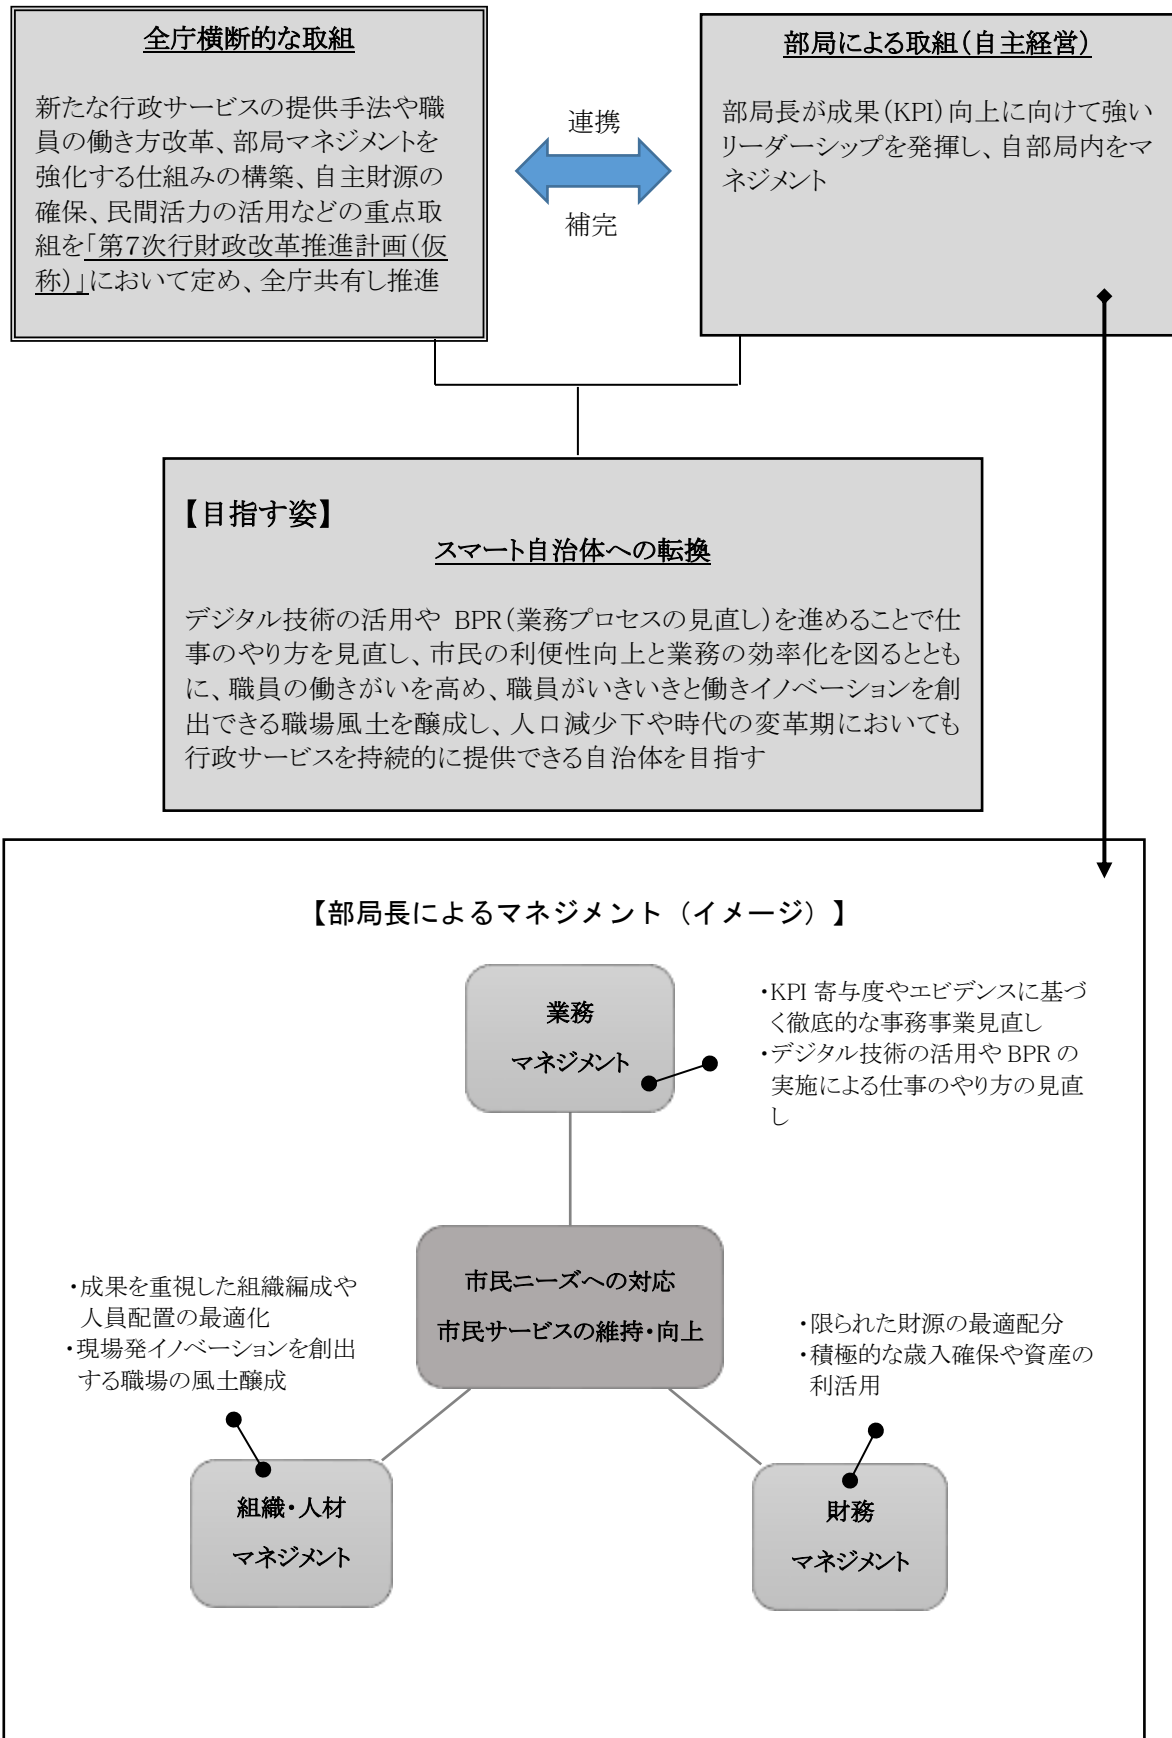 全庁横断的な取組
新たな行政サービスの提供手法や職
員の働き方改革、部局マネジメントを
強化する仕組みの構築、自主財源の
確保、民間活力の活用などの重点取
組を「第7次行財政改革推進計画(仮
称)」において定め、全庁共有し推進
連携
補完
部局による取組(自主経営)
部局長が成果(KPI)向上に向けて強い
リーダーシップを発揮し、自部局内をマ
ネジメント
【目指す姿】
スマート自治体への転換
デジタル技術の活用や BPR(業務プロセスの見直し)を進めることで仕
事のやり方を見直し、市民の利便性向上と業務の効率化を図るととも
に、職員の働きがいを高め、職員がいきいきと働きイノベーションを創
出できる職場風土を醸成し、人口減少下や時代の変革期においても
行政サービスを持続的に提供できる自治体を目指す
【部局長によるマネジメント（イメージ）】
業務
マネジメント
・KPI 寄与度やエビデンスに基づ
く徹底的な事務事業見直し
・デジタル技術の活用や BPR の
実施による仕事のやり方の見直
し
市民ニーズへの対応
市民サービスの維持・向上
・成果を重視した組織編成や
人員配置の最適化
・現場発イノベーションを創出
する職場の風土醸成
・限られた財源の最適配分
・積極的な歳入確保や資産の
利活用
組織・人材
マネジメント
財務
マネジメント